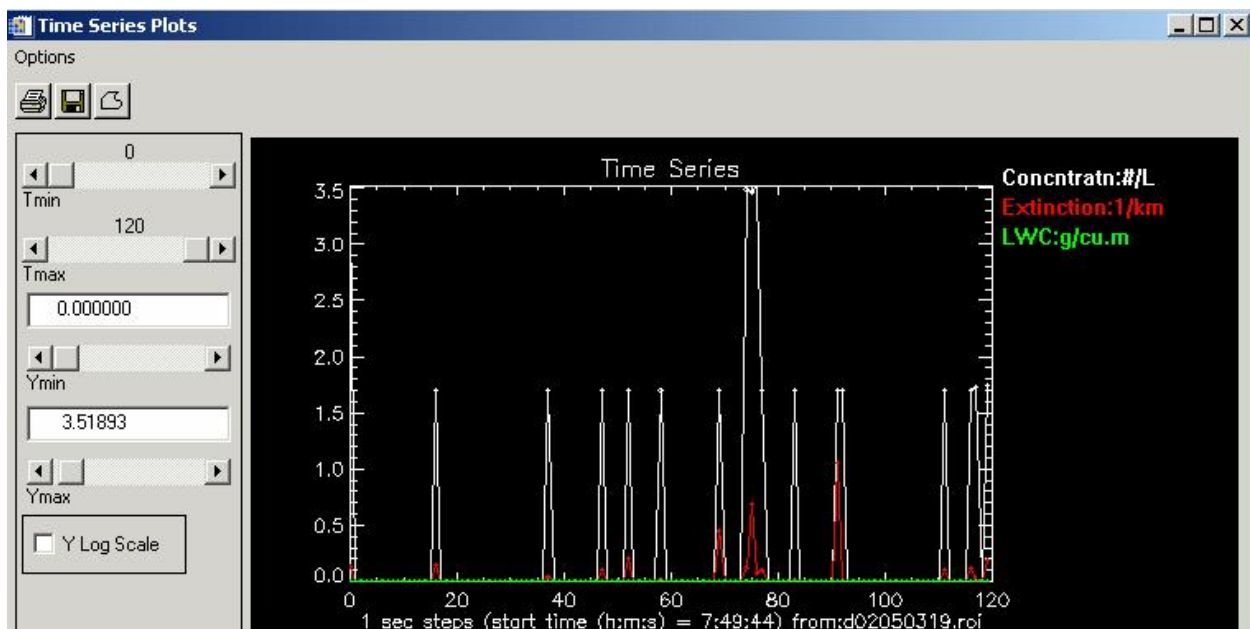 Time Series Plots
Options
0
Tmin
120
Tmax
0.000000
Ymin
3.51893
Ymax
Y Log Scale
Time Series
3.5
3.0
2.5
2.0
1.5
1.0
0.5
0.0
0 20 40 60 80 100 120
1 sec steps (start time (h:m:s) = 7:49:44) from:d02050319.roi
Concntratn:#/L
Extinction:1/km
LWC:g/cu.m